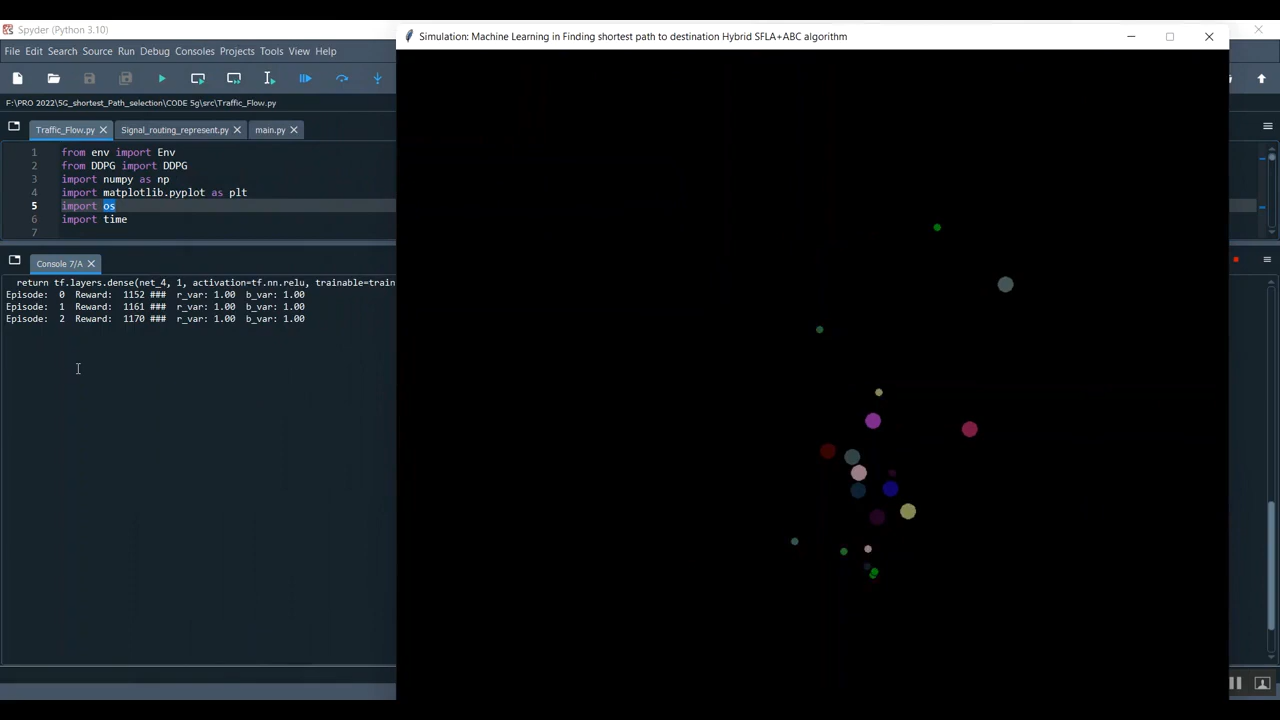 Spyder (Python 3.10)
Simulation: Machine Learning in Finding shortest path to destination Hybrid SFLA+ABC algorithm
File Edit Search Source Run Debug Consoles Projects Tools View Help
F:\PRO 2022\5G_shortest_Path_selection\CODE 5g\src\Traffic_Flow.py
Traffic_Flow.py Signal_routing_represent.py main.py
1 from env import Env
2 from DDPG import DDPG
3 import numpy as np
4 import matplotlib.pyplot as plt
5 import os
6 import time
7
Console 7/A
return tf.layers.dense(net_4, 1, activation=tf.nn.relu, trainable=train
Episode: 0 Reward: 1152 ### r_var: 1.00 b_var: 1.00
Episode: 1 Reward: 1161 ### r_var: 1.00 b_var: 1.00
Episode: 2 Reward: 1170 ### r_var: 1.00 b_var: 1.00